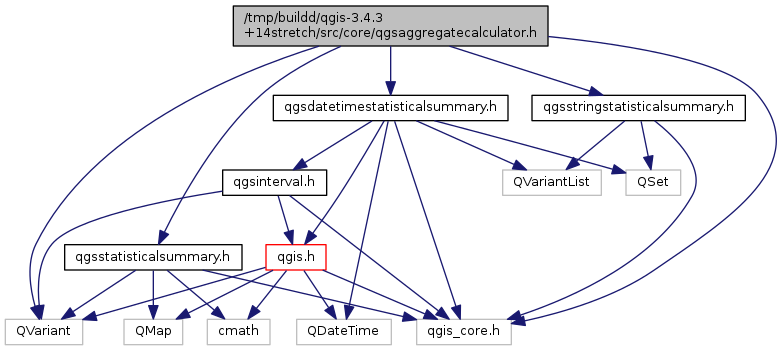 /tmp/buildd/qgis-3.4.3
+14stretch/src/core/qgsaggregatecalculator.h
qgsdatetimestatisticalsummary.h
qgsstringstatisticalsummary.h
qgsinterval.h
QVariantList
QSet
qgsstatisticalsummary.h
qgis.h
QVariant
QMap
cmath
QDateTime
qgis_core.h